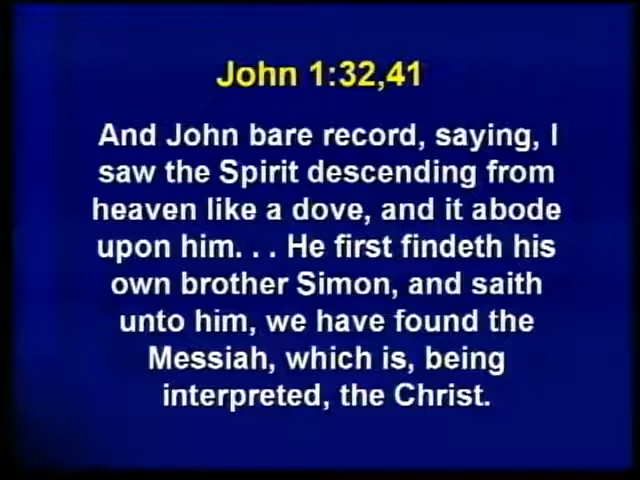 John 1:32,41
And John bare record, saying, I
saw the Spirit descending from
heaven like a dove, and it abode
upon him. . . He first findeth his
own brother Simon, and saith
unto him, we have found the
Messiah, which is, being
interpreted, the Christ.